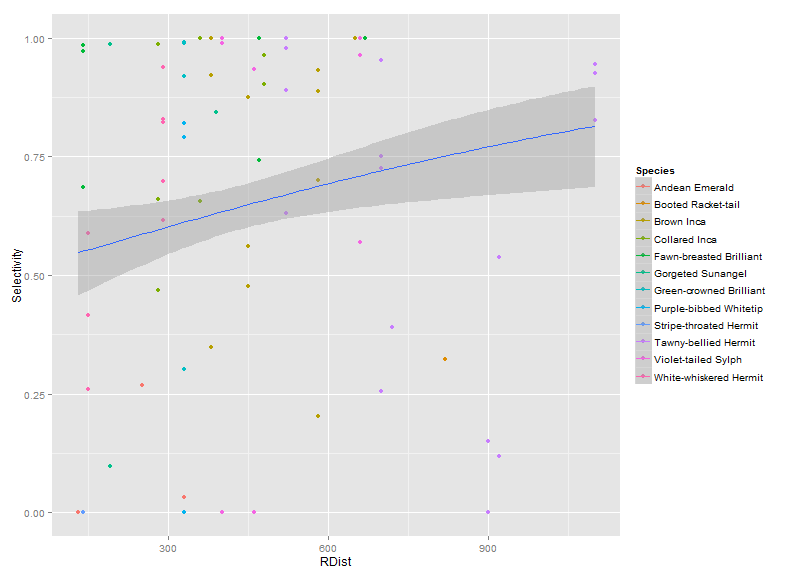 1.00
0.75
0.50
0.25
0.00
Selectivity
300
600
900
RDist
Species
Andean Emerald
Booted Racket-tail
Brown Inca
Collared Inca
Fawn-breasted Brilliant
Gorgeted Sunangel
Green-crowned Brilliant
Purple-bibbed Whitetip
Stripe-throated Hermit
Tawny-bellied Hermit
Violet-tailed Sylph
White-whiskered Hermit